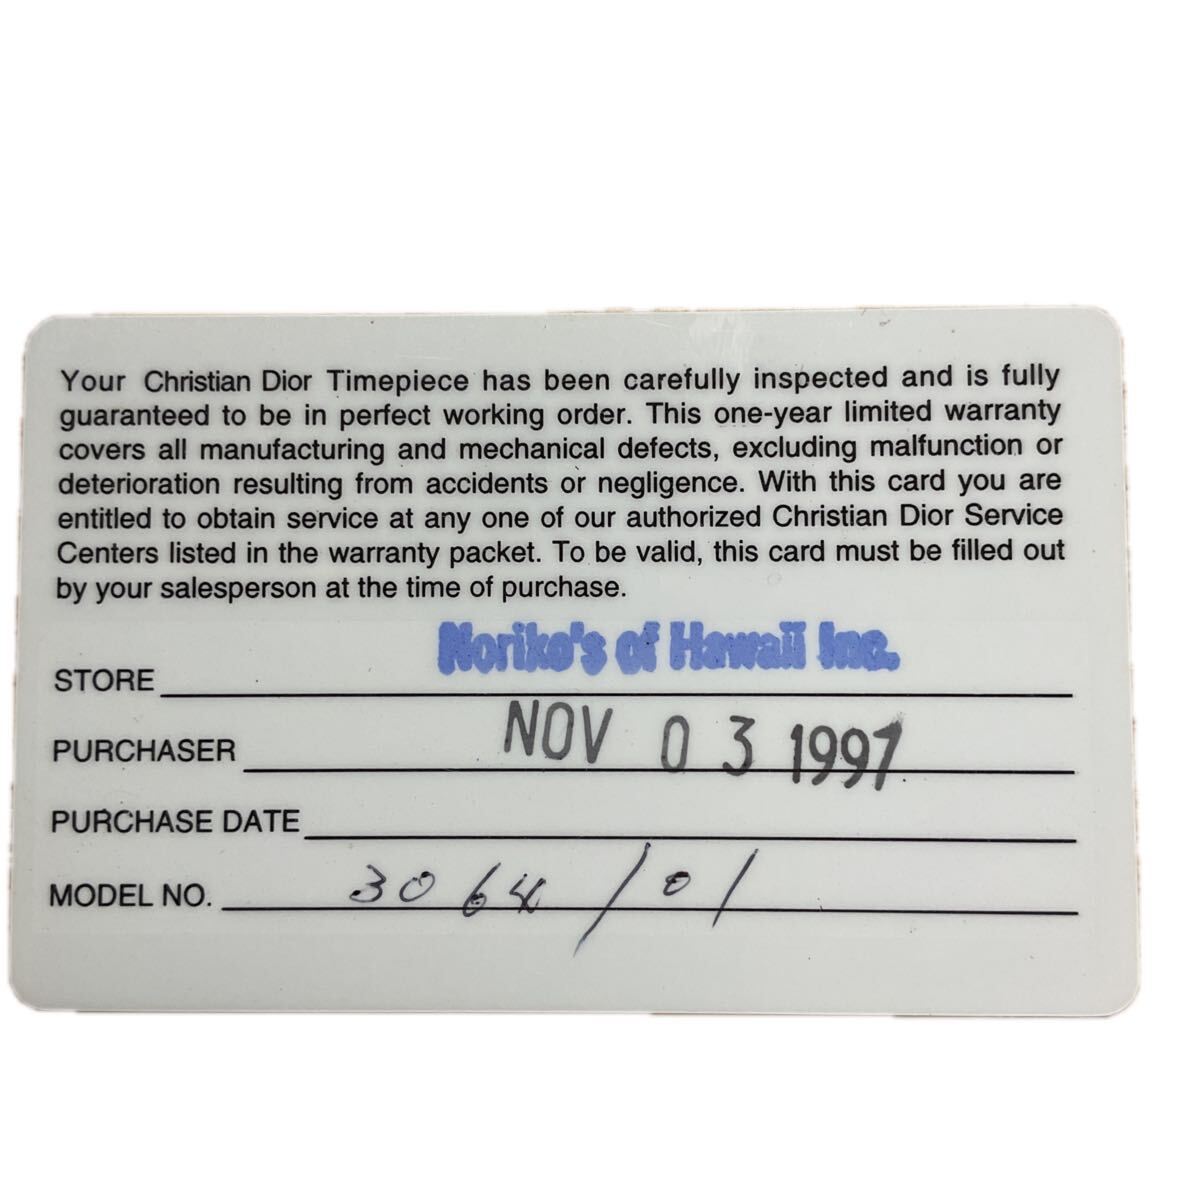 Your Christian Dior Timepiece has been carefully inspected and is fully
guaranteed to be in perfect working order. This one-year limited warranty
covers all manufacturing and mechanical defects, excluding malfunction or
deterioration resulting from accidents or negligence. With this card you are
entitled to obtain service at any one of our authorized Christian Dior Service
Centers listed in the warranty packet. To be valid, this card must be filled out
by your salesperson at the time of purchase.
STORE Noriko's of Hawaii Inc.
PURCHASER NOV 03 1997
PURCHASE DATE
MODEL NO. 3064/01